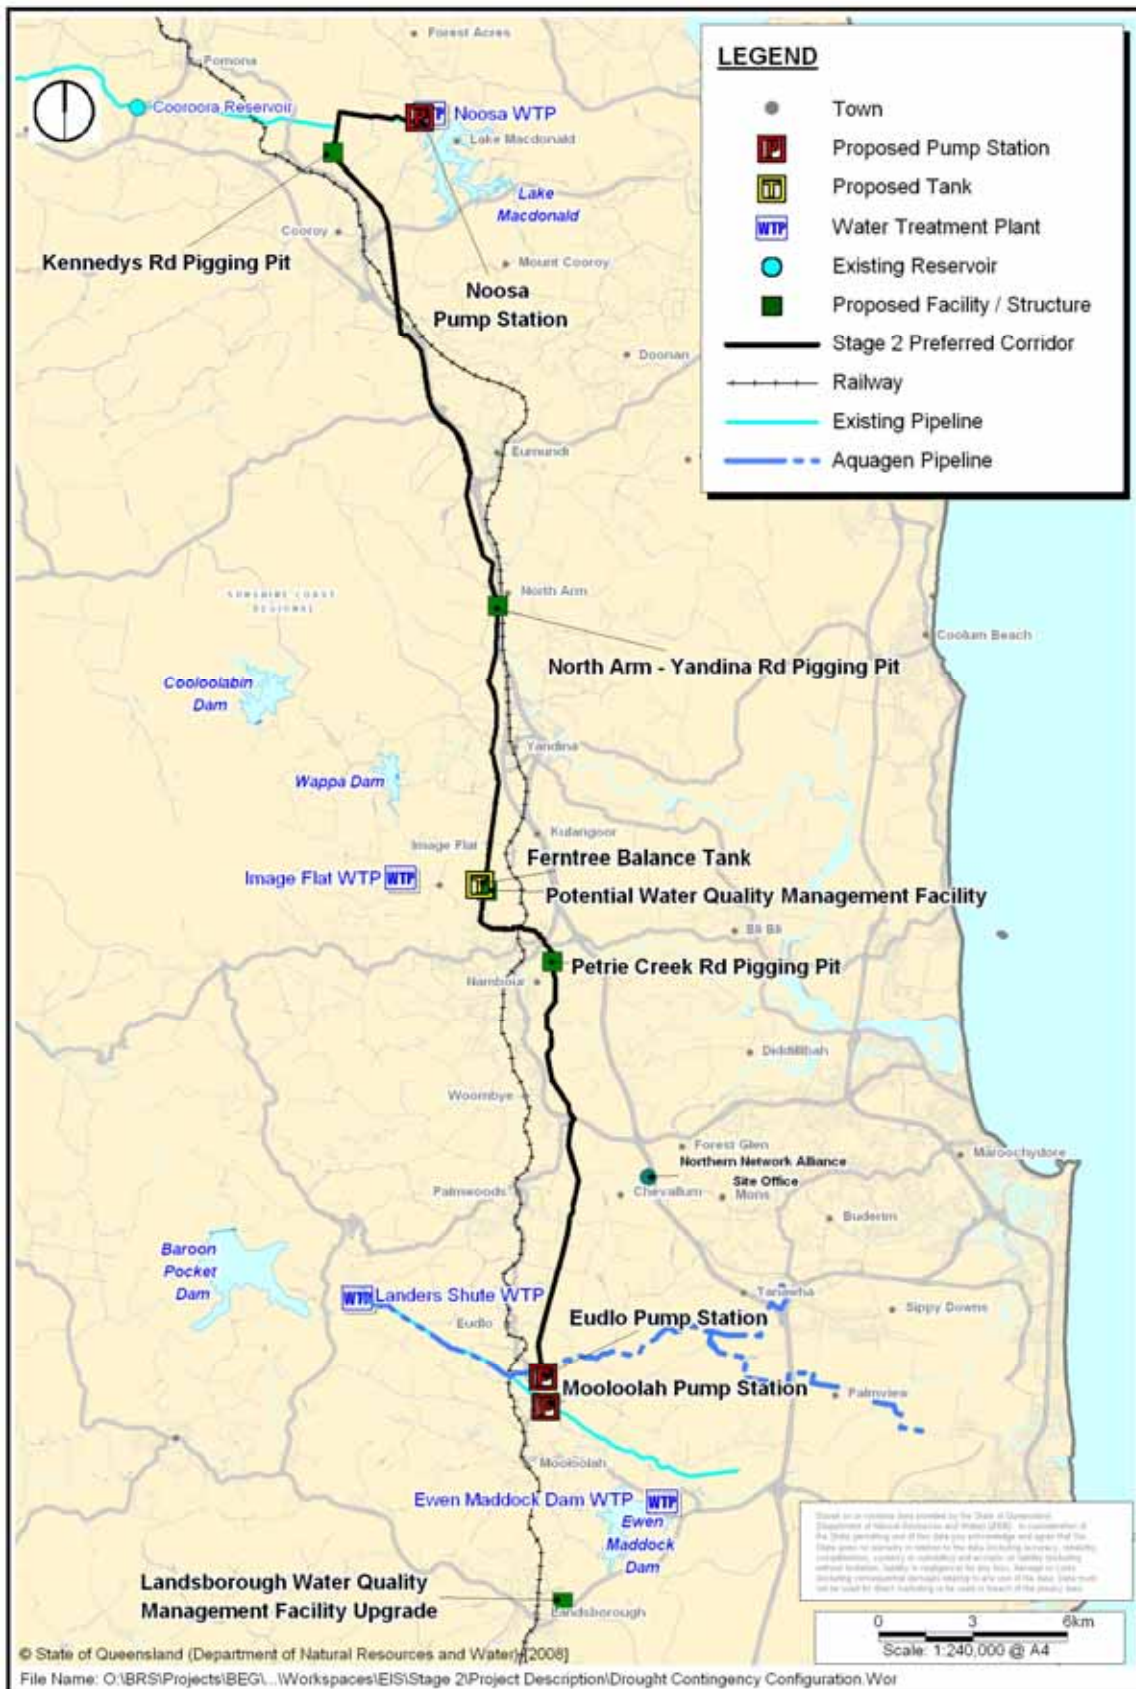 LEGEND
Town
Proposed Pump Station
Proposed Tank
WTP Water Treatment Plant
Existing Reservoir
Proposed Facility / Structure
Stage 2 Preferred Corridor
Railway
Existing Pipeline
Aquagen Pipeline
Forest Acres
Pomona
Cooroora Reservoir
Noosa WTP
Lake Macdonald
Lake
Macdonald
Cooroy
Kennedys Rd Pigging Pit
Mount Cooroy
Noosa
Pump Station
Doonan
Eumundi
SUNSHINE COAST
REGIONAL
North Arm
Coolum Beach
North Arm - Yandina Rd Pigging Pit
Cooloolabin
Dam
Yandina
Wappa Dam
Kulangoor
Image Flat
Ferntree Balance Tank
Image Flat WTP WTP
Potential Water Quality Management Facility
Bli Bli
Petrie Creek Rd Pigging Pit
Nambour
Diddillibah
Woombye
Forest Glen
Maroochydore
Northern Network Alliance
Site Office
Palmwoods
Chevallum
Mons
Buderim
Baroon
Pocket
Dam
WTP Landers Shute WTP
Tanawha
Sippy Downs
Eudlo
Eudlo Pump Station
Mooloolah Pump Station
Palmview
Mooloolah
Ewen Maddock Dam WTP WTP
Ewen
Maddock
Dam
Landsborough Water Quality
Management Facility Upgrade
Landsborough
0 3 6km
Scale: 1:240,000 @ A4
© State of Queensland (Department of Natural Resources and Water) [2008]
File Name: O:\BRS\Projects\BEG\...\Workspaces\EIS\Stage 2\Project Description\Drought Contingency Configuration.Wor